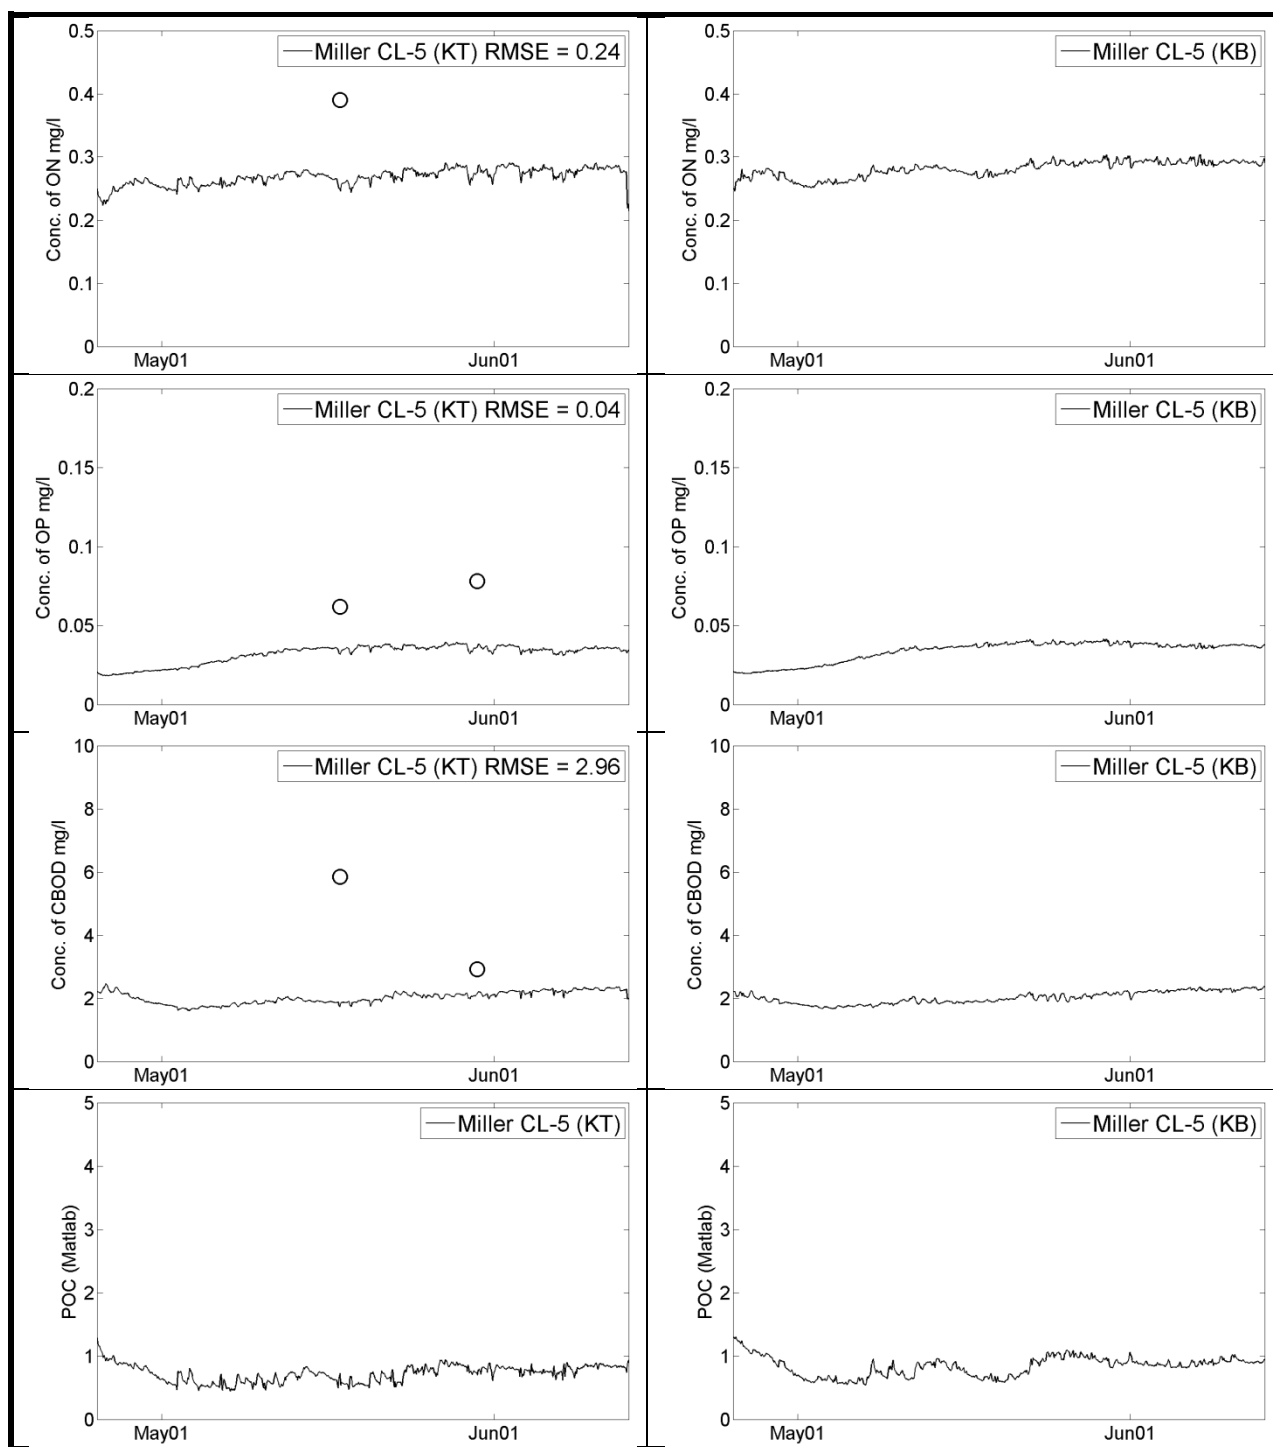 Miller CL-5 (KT) RMSE = 0.24
0.5
0.4
0.3
0.2
0.1
0
Conc. of ON mg/l
May01
Jun01
Miller CL-5 (KB)
0.5
0.4
0.3
0.2
0.1
0
Conc. of ON mg/l
May01
Jun01
Miller CL-5 (KT) RMSE = 0.04
0.2
0.15
0.1
0.05
0
Conc. of OP mg/l
May01
Jun01
Miller CL-5 (KB)
0.2
0.15
0.1
0.05
0
Conc. of OP mg/l
May01
Jun01
Miller CL-5 (KT) RMSE = 2.96
10
8
6
4
2
0
Conc. of CBOD mg/l
May01
Jun01
Miller CL-5 (KB)
10
8
6
4
2
0
Conc. of CBOD mg/l
May01
Jun01
Miller CL-5 (KT)
5
4
3
2
1
0
POC (Matlab)
May01
Jun01
Miller CL-5 (KB)
5
4
3
2
1
0
POC (Matlab)
May01
Jun01